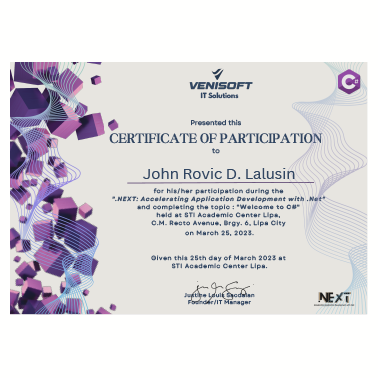 VENISOFT
IT Solutions
C#
Presented this
CERTIFICATE OF PARTICIPATION
to
John Rovic D. Lalusin
for his/her participation during the
".NEXT: Accelerating Application Development with .Net"
and completing the topic : "Welcome to C#"
held at STI Academic Center Lipa,
C.M. Recto Avenue, Brgy. 6, Lipa City
on March 25, 2023.
Given this 25th day of March 2023 at
STI Academic Center Lipa.
Justine Louis
Founder/IT Manager
.NEXT